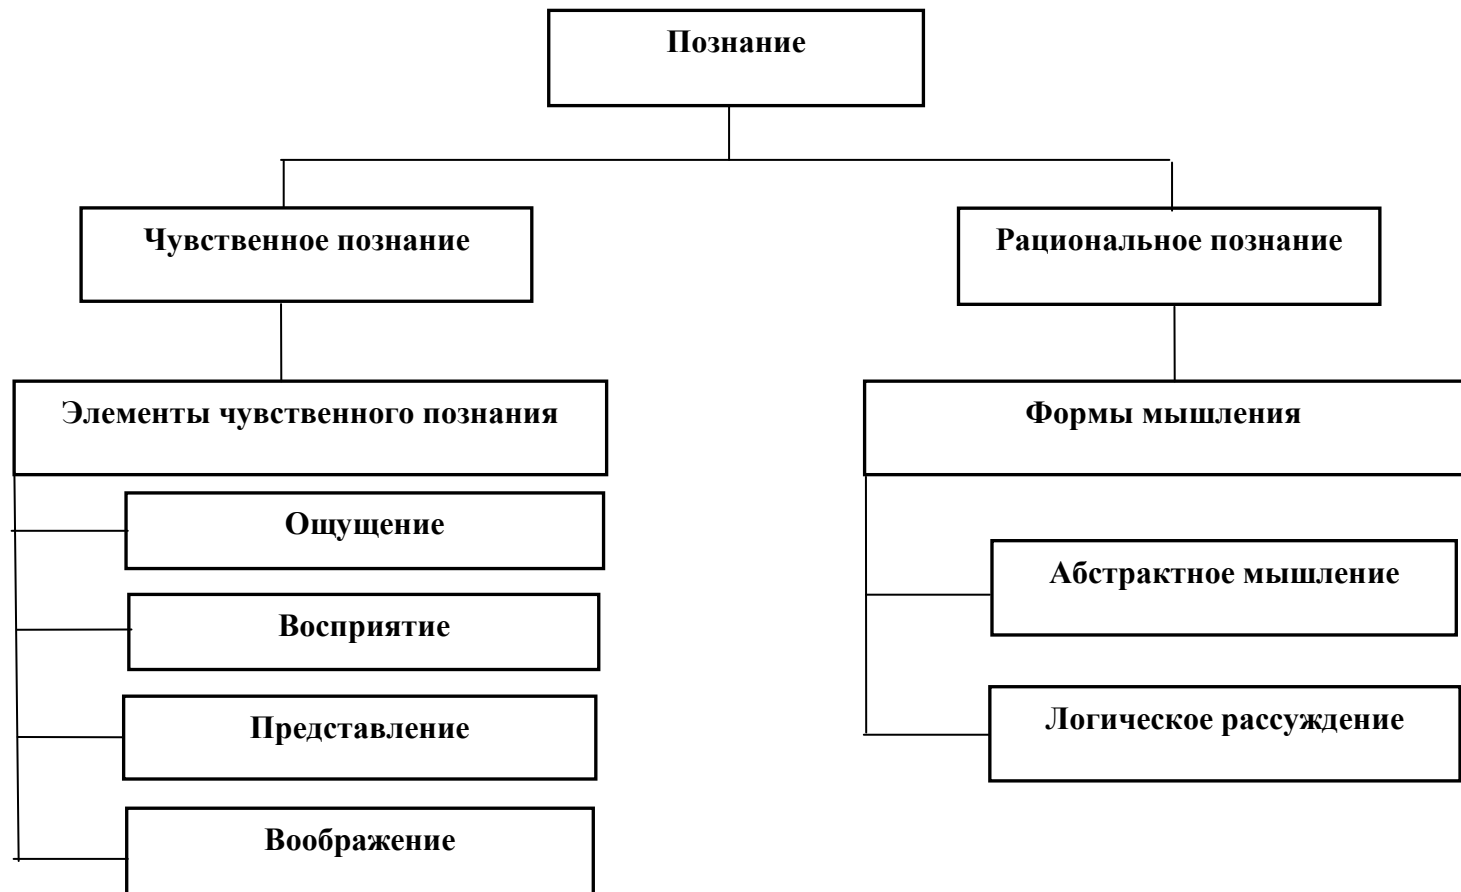 Познание
Чувственное познание
Рациональное познание
Элементы чувственного познания
Формы мышления
Ощущение
Восприятие
Представление
Воображение
Абстрактное мышление
Логическое рассуждение